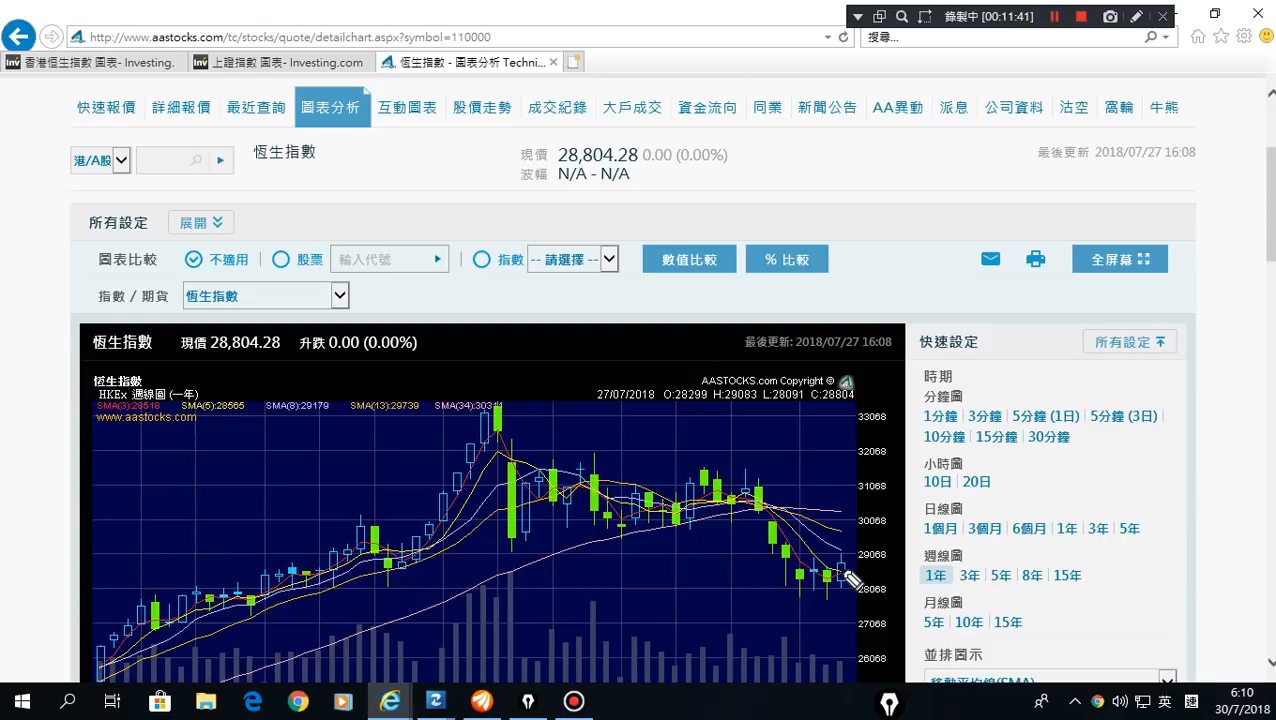 錄製中 [00:11:41]
http://www.aastocks.com/tc/stocks/quote/detailchart.aspx?symbol=110000
搜尋...
香港恆生指數 圖表- Investing.
上證指數 圖表- Investing.com
恆生指數 - 圖表分析 Techni...
快速報價 詳細報價 最近查詢 圖表分析 互動圖表 股價走勢 成交紀錄 大戶成交 資金流向 同業 新聞公告 AA異動 派息 公司資料 沽空 窩輪 牛熊
港/A股
恆生指數
現價 28,804.28 0.00 (0.00%)
波幅 N/A - N/A
最後更新 2018/07/27 16:08
所有設定 展開
圖表比較 不適用 股票 輸入代號 指數 -- 請選擇 -- 數值比較 % 比較 全屏幕
指數 / 期貨 恆生指數
恆生指數 現價 28,804.28 升跌 0.00 (0.00%) 最後更新: 2018/07/27 16:08
恆生指數 AASTOCKS.com Copyright ©
HKEx 週線圖 (一年) 27/07/2018 O:28299 H:29083 L:28091 C:28804
SMA(3):28518 SMA(5):28565 SMA(8):29179 SMA(13):29739
www.aastocks.com
33068
32068
31068
30068
29068
28068
27068
26068
快速設定 所有設定
時期
分鐘圖
1分鐘 3分鐘 5分鐘 (1日) 5分鐘 (3日)
10分鐘 15分鐘 30分鐘
小時圖
10日 20日
日線圖
1個月 3個月 6個月 1年 3年 5年
週線圖
1年 3年 5年 8年 15年
月線圖
5年 10年 15年
並排圖示
移動平均線(SMA)
英
6:10
30/7/2018